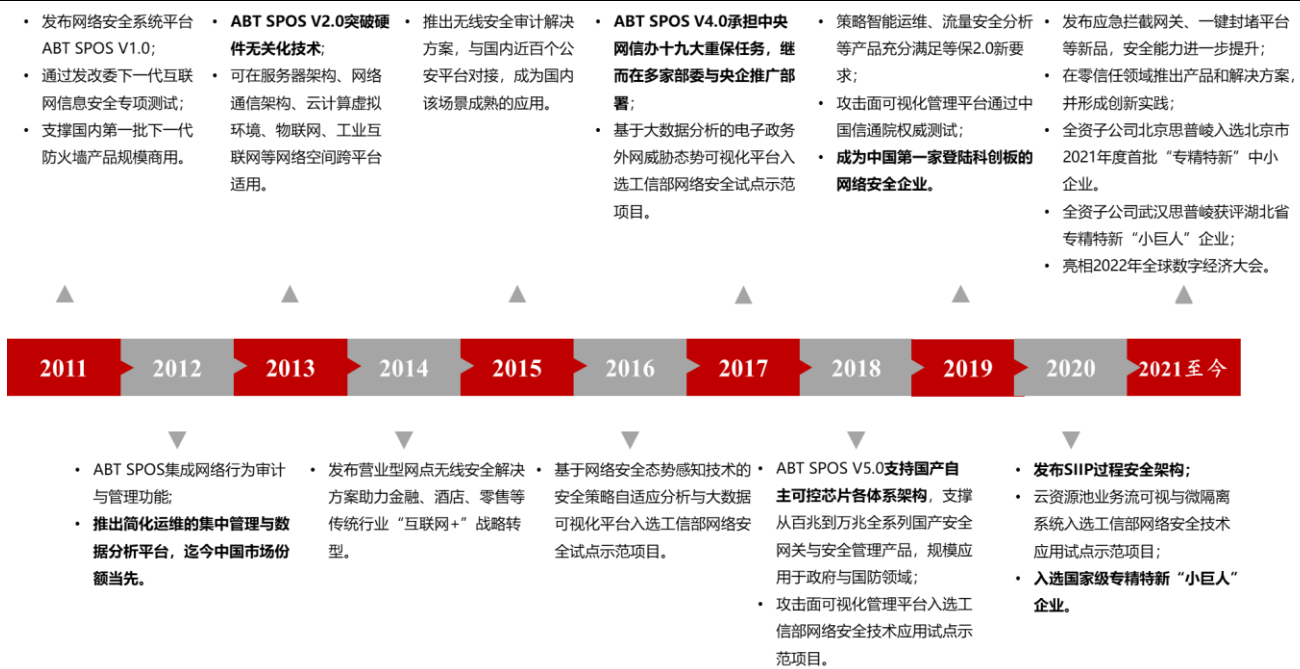 • 发布网络安全系统平台
ABT SPOS V1.0；
• 通过发改委下一代互联
网信息安全专项测试；
• 支撑国内第一批下一代
防火墙产品规模商用。
• ABT SPOS V2.0突破硬
件无关化技术；
• 可在服务器架构、网络
通信架构、云计算虚拟
环境、物联网、工业互
联网等网络空间跨平台
适用。
• 推出无线安全审计解决
方案，与国内近百个公
安平台对接，成为国内
该场景成熟的应用。
• ABT SPOS V4.0承担中央
网信办十九大重保任务，继
而在多家部委与央企推广部
署；
• 基于大数据分析的电子政务
外网威胁态势可视化平台入
选工信部网络安全试点示范
项目。
• 策略智能运维、流量安全分析
等产品充分满足等保2.0新要
求；
• 攻击面可视化管理平台通过中
国信通院权威测试；
• 成为中国第一家登陆科创板的
网络安全企业。
• 发布应急拦截网关、一键封堵平台
等新品，安全能力进一步提升；
• 在零信任领域推出产品和解决方案，
并形成创新实践；
• 全资子公司北京思普崚入选北京市
2021年度首批“专精特新”中小
企业。
• 全资子公司武汉思普崚获评湖北省
专精特新“小巨人”企业；
• 亮相2022年全球数字经济大会。
2011
2012
2013
2014
2015
2016
2017
2018
2019
2020
2021至今
• ABT SPOS集成网络行为审计
与管理功能;
• 推出简化运维的集中管理与数
据分析平台，迄今中国市场份
额当先。
• 发布营业型网点无线安全解决
方案助力金融、酒店、零售等
传统行业“互联网+”战略转
型。
• 基于网络安全态势感知技术的
安全策略自适应分析与大数据
可视化平台入选工信部网络安
全试点示范项目。
• ABT SPOS V5.0支持国产自
主可控芯片各体系架构，支撑
从百兆到万兆全系列国产安全
网关与安全管理产品，规模应
用于政府与国防领域；
• 攻击面可视化管理平台入选工
信部网络安全技术应用试点示
范项目。
• 发布SIIP过程安全架构；
• 云资源池业务流可视与微隔离
系统入选工信部网络安全技术
应用试点示范项目；
• 入选国家级专精特新“小巨人”
企业。